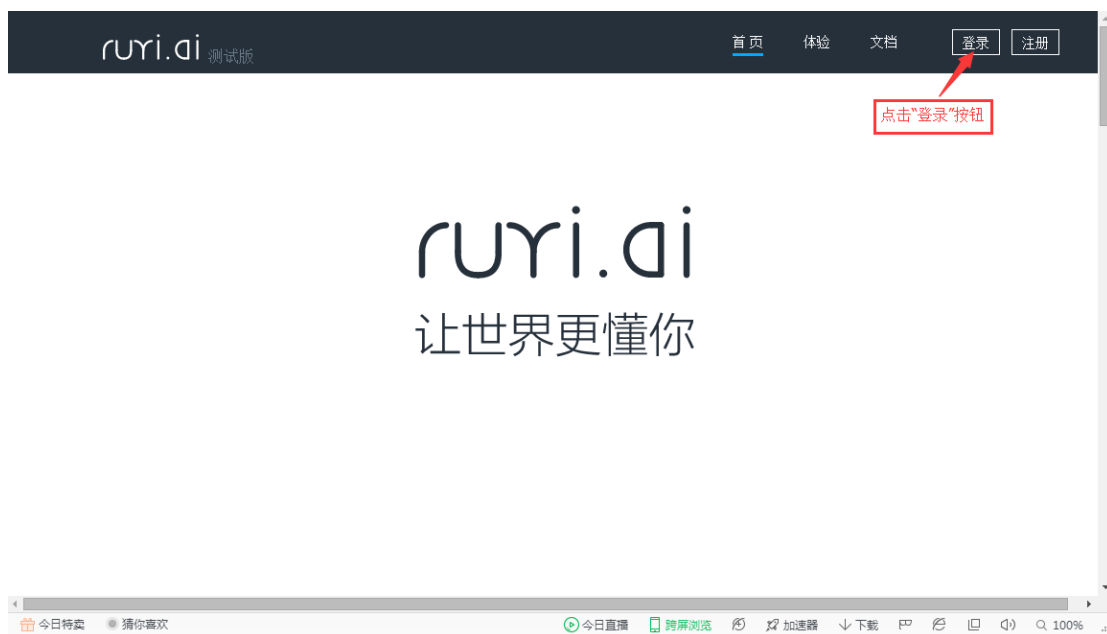 ruyi.ai 测试版
首页 体验 文档 登录 注册
点击“登录”按钮
ruyi.ai
让世界更懂你
今日特卖 猜你喜欢 今日直播 跨屏浏览 加速器 下载 100%